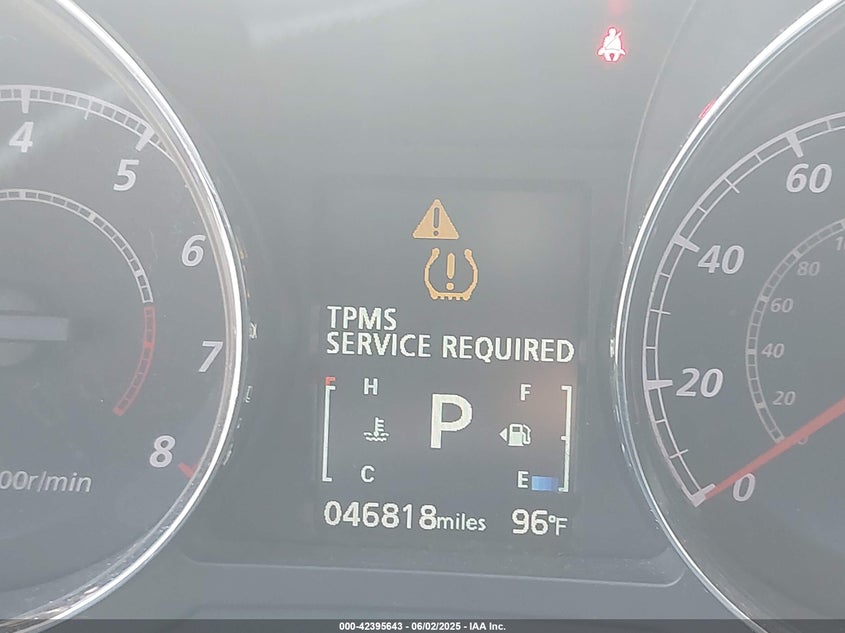 4
5
6
7
8
00r/min
TPMS
SERVICE REQUIRED
H
F
P
C
E
046818miles
96°F
60
40
20
0
80
60
40
20
000-42395643 / 06/02/2025 - IAA Inc.